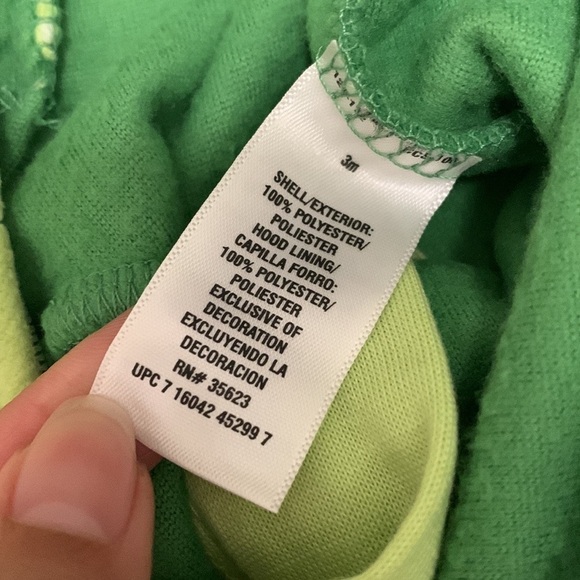 3m
SHELL/EXTERIOR:
100% POLYESTER/
POLIESTER
HOOD LINING/
CAPILLA FORRO:
100% POLYESTER/
POLIESTER
EXCLUSIVE OF
DECORATION
EXCLUYENDO LA
DECORACION
RN# 35623
UPC 7 16042 45299 7